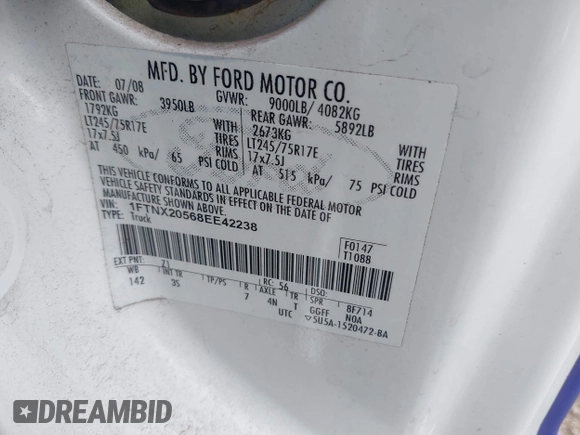 MFD. BY FORD MOTOR CO.
DATE: 07/08 GVWR: 9000LB/ 4082KG
FRONT GAWR: 3950LB REAR GAWR: 5892LB
1792KG WITH 2673KG WITH
LT245/75R17E TIRES LT245/75R17E TIRES
17x7.5J RIMS 17x7.5J RIMS
AT 450 kPa/ 65 PSI COLD AT 515 kPa/ 75 PSI COLD
THIS VEHICLE CONFORMS TO ALL APPLICABLE FEDERAL MOTOR
VEHICLE SAFETY STANDARDS IN EFFECT ON THE DATE OF
MANUFACTURE SHOWN ABOVE.
VIN: 1FTNX20568EE42238
TYPE: Truck
F0147
T1088
EXT PNT: Z1 RC: 56 DSO:
WB INT TR TP/PS R AXLE TR SPR 8F714
142 3S 7 4N T GGFF N0A
UTC ▽5U5A-1520472-BA
DREAMBID